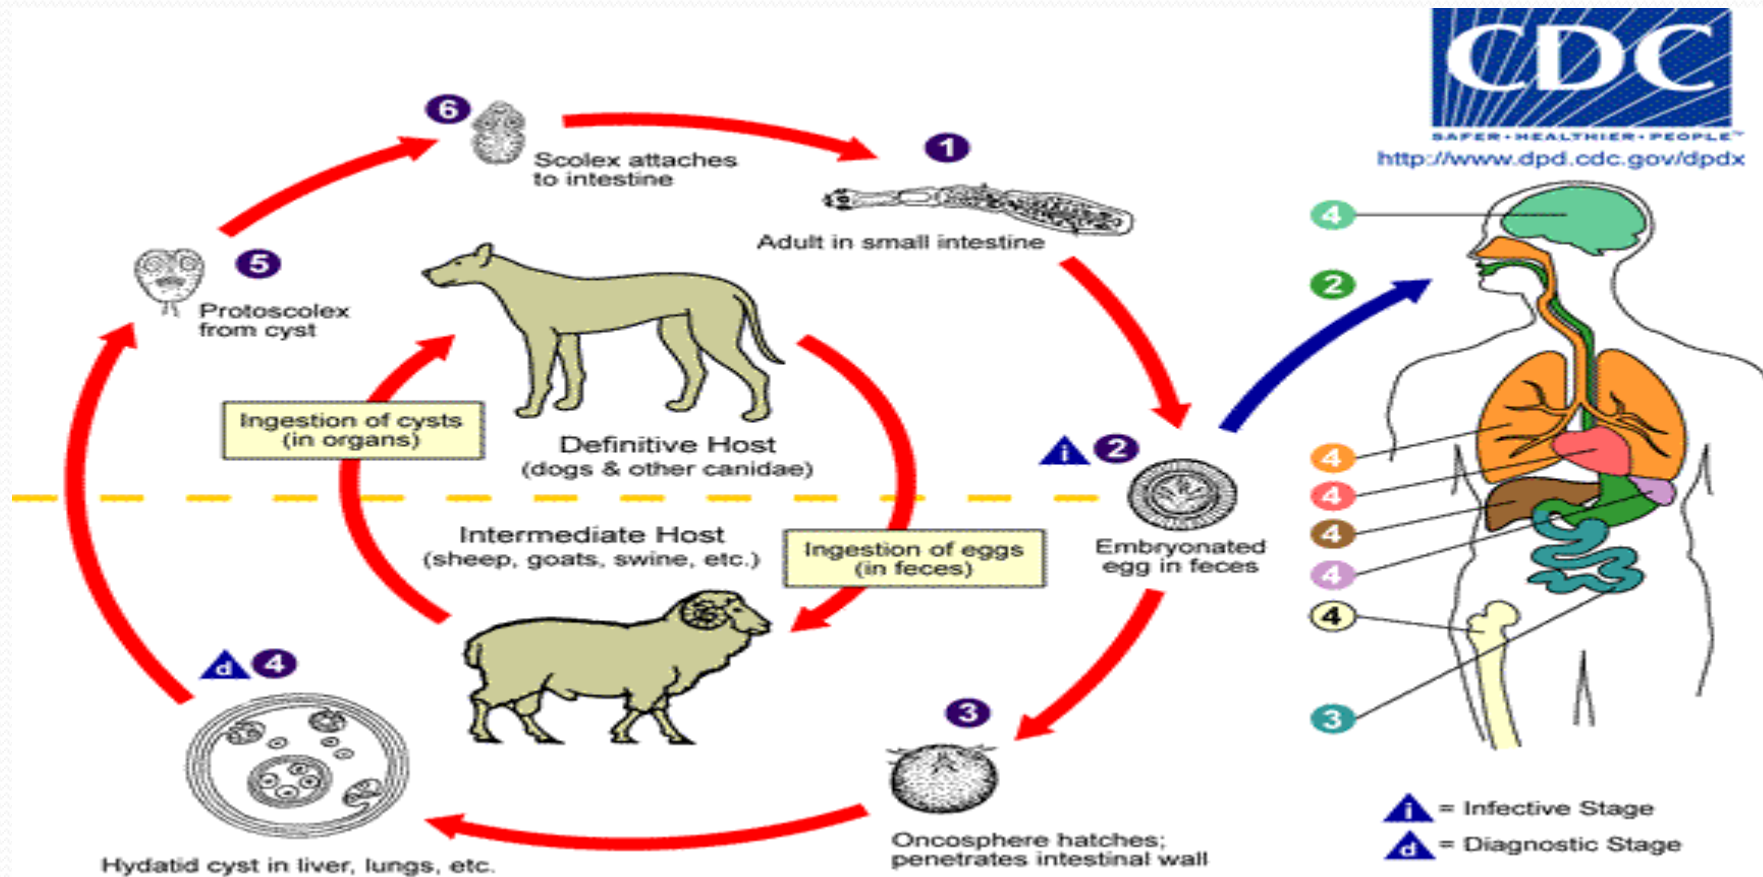 CDC
SAFER • HEALTHIER • PEOPLE™
http://www.dpd.cdc.gov/dpdx
6
Scolex attaches
to intestine
1
Adult in small intestine
5
Protoscolex
from cyst
Ingestion of cysts
(in organs)
Definitive Host
(dogs & other canidae)
Intermediate Host
(sheep, goats, swine, etc.)
Ingestion of eggs
(in feces)
i 2
Embryonated
egg in feces
d 4
Hydatid cyst in liver, lungs, etc.
3
Oncosphere hatches;
penetrates intestinal wall
4
2
4
4
4
4
4
3
i = Infective Stage
d = Diagnostic Stage